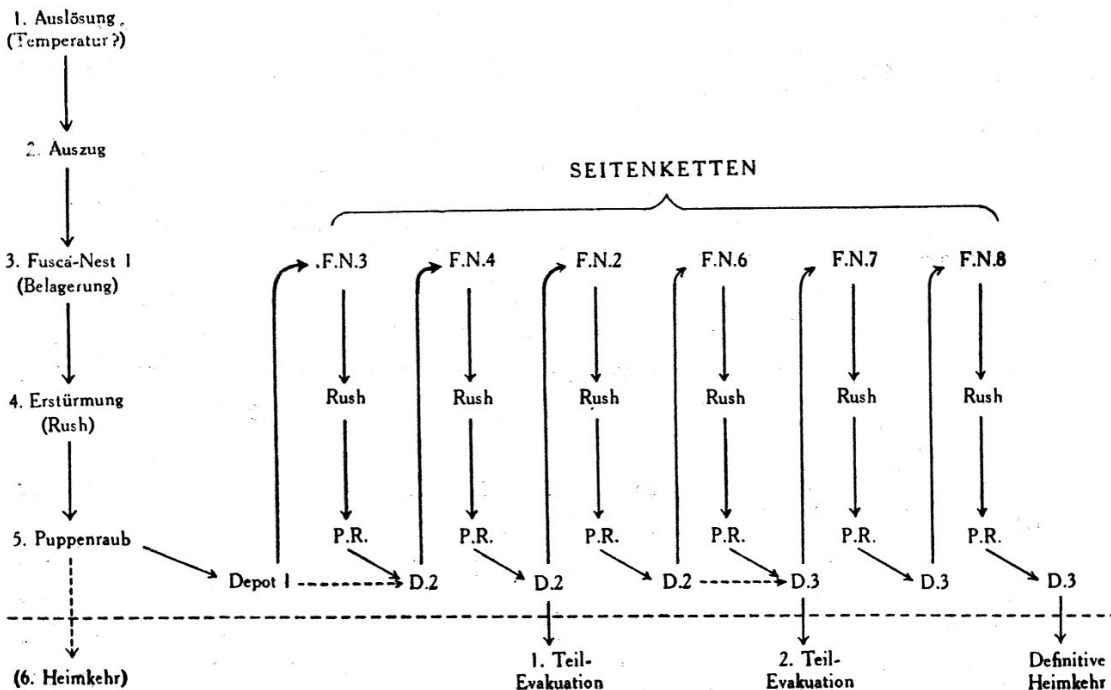 1. Auslösung
(Temperatur?)
2. Auszug
SEITENKETTEN
3. Fusca-Nest 1
(Belagerung)
F.N.3
F.N.4
F.N.2
F.N.6
F.N.7
F.N.8
4. Erstürmung
(Rush)
Rush
Rush
Rush
Rush
Rush
Rush
5. Puppenraub
P.R.
P.R.
P.R.
P.R.
P.R.
P.R.
Depot 1
D.2
D.2
D.2
D.3
D.3
D.3
(6. Heimkehr)
1. Teil-
Evakuation
2. Teil-
Evakuation
Definitive
Heimkehr